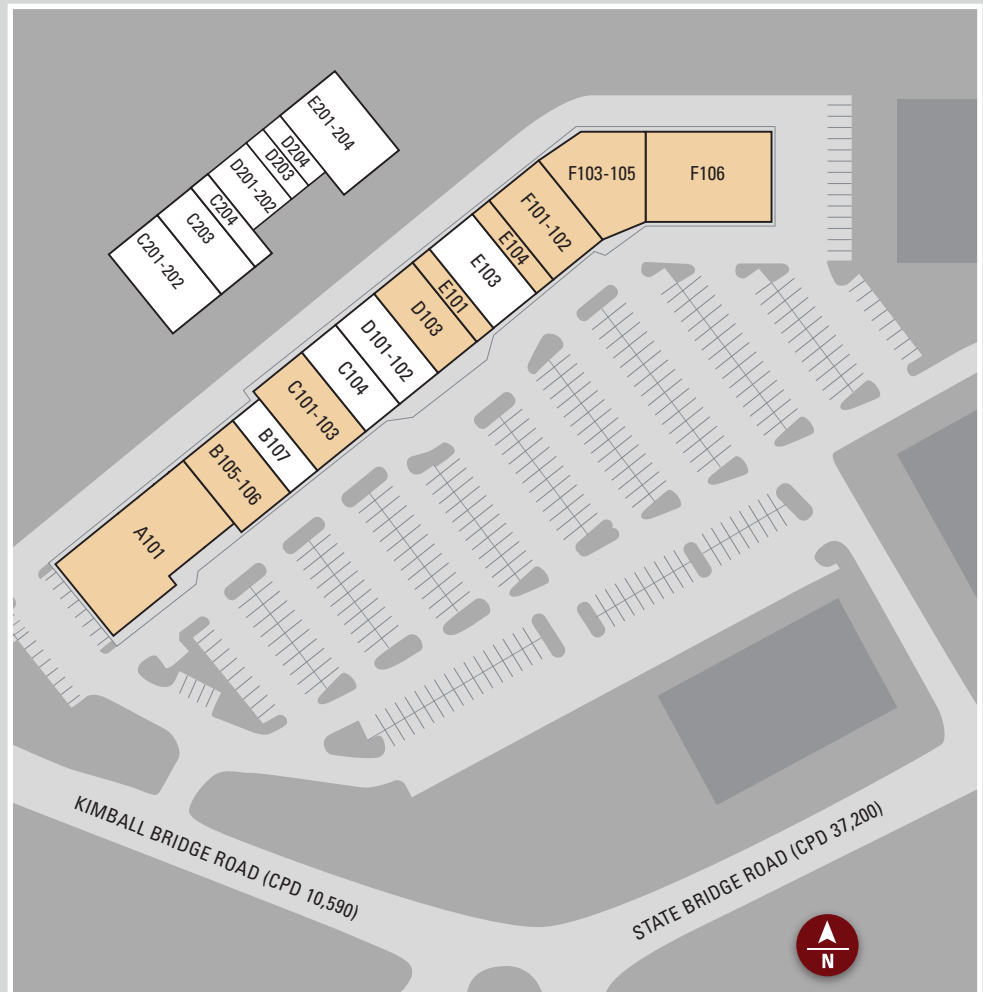 E201-204
D204
D203
D201-202
C204
C203
C201-202
F106
F103-105
F101-102
E104
E103
E101
D103
D101-102
C104
C101-103
B107
B105-106
A101
KIMBALL BRIDGE ROAD (CPD 10,590)
STATE BRIDGE ROAD (CPD 37,200)
N